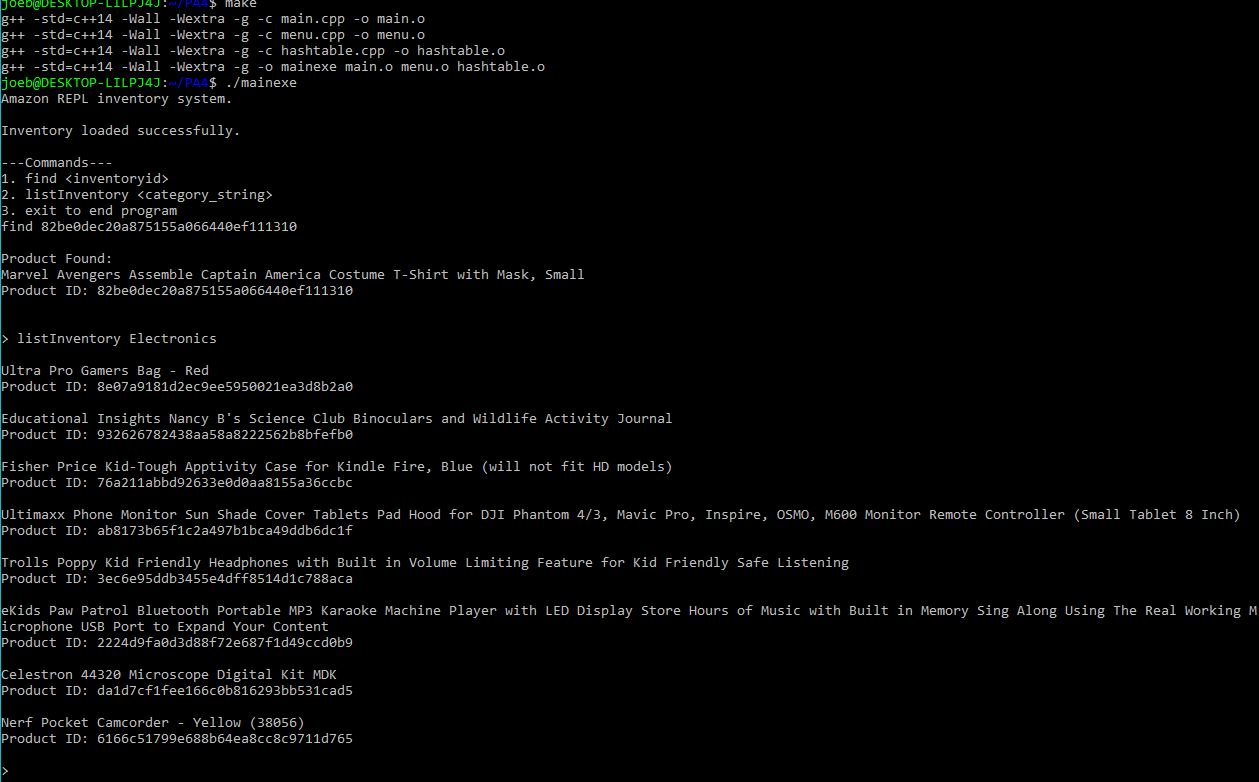 joeb@DESKTOP-LILPJ4J:~/PA4$ make
g++ -std=c++14 -Wall -Wextra -g -c main.cpp -o main.o
g++ -std=c++14 -Wall -Wextra -g -c menu.cpp -o menu.o
g++ -std=c++14 -Wall -Wextra -g -c hashtable.cpp -o hashtable.o
g++ -std=c++14 -Wall -Wextra -g -o mainexe main.o menu.o hashtable.o
joeb@DESKTOP-LILPJ4J:~/PA4$ ./mainexe
Amazon REPL inventory system.
Inventory loaded successfully.
---Commands---
1. find <inventoryid>
2. listInventory <category_string>
3. exit to end program
find 82be0dec20a875155a066440ef111310
Product Found:
Marvel Avengers Assemble Captain America Costume T-Shirt with Mask, Small
Product ID: 82be0dec20a875155a066440ef111310
> listInventory Electronics
Ultra Pro Gamers Bag - Red
Product ID: 8e07a9181d2ec9ee5950021ea3d8b2a0
Educational Insights Nancy B's Science Club Binoculars and Wildlife Activity Journal
Product ID: 932626782438aa58a8222562b8bfefb0
Fisher Price Kid-Tough Apptivity Case for Kindle Fire, Blue (will not fit HD models)
Product ID: 76a211abbd92633e0d0aa8155a36ccbc
Ultimaxx Phone Monitor Sun Shade Cover Tablets Pad Hood for DJI Phantom 4/3, Mavic Pro, Inspire, OSMO, M600 Monitor Remote Controller (Small Tablet 8 Inch)
Product ID: ab8173b65f1c2a497b1bca49ddb6dc1f
Trolls Poppy Kid Friendly Headphones with Built in Volume Limiting Feature for Kid Friendly Safe Listening
Product ID: 3ec6e95ddb3455e4dff8514d1c788aca
eKids Paw Patrol Bluetooth Portable MP3 Karaoke Machine Player with LED Display Store Hours of Music with Built in Memory Sing Along Using The Real Working M
icrophone USB Port to Expand Your Content
Product ID: 2224d9fa0d3d88f72e687f1d49ccd0b9
Celestron 44320 Microscope Digital Kit MDK
Product ID: da1d7cf1fee166c0b816293bb531cad5
Nerf Pocket Camcorder - Yellow (38056)
Product ID: 6166c51799e688b64ea8cc8c9711d765
>